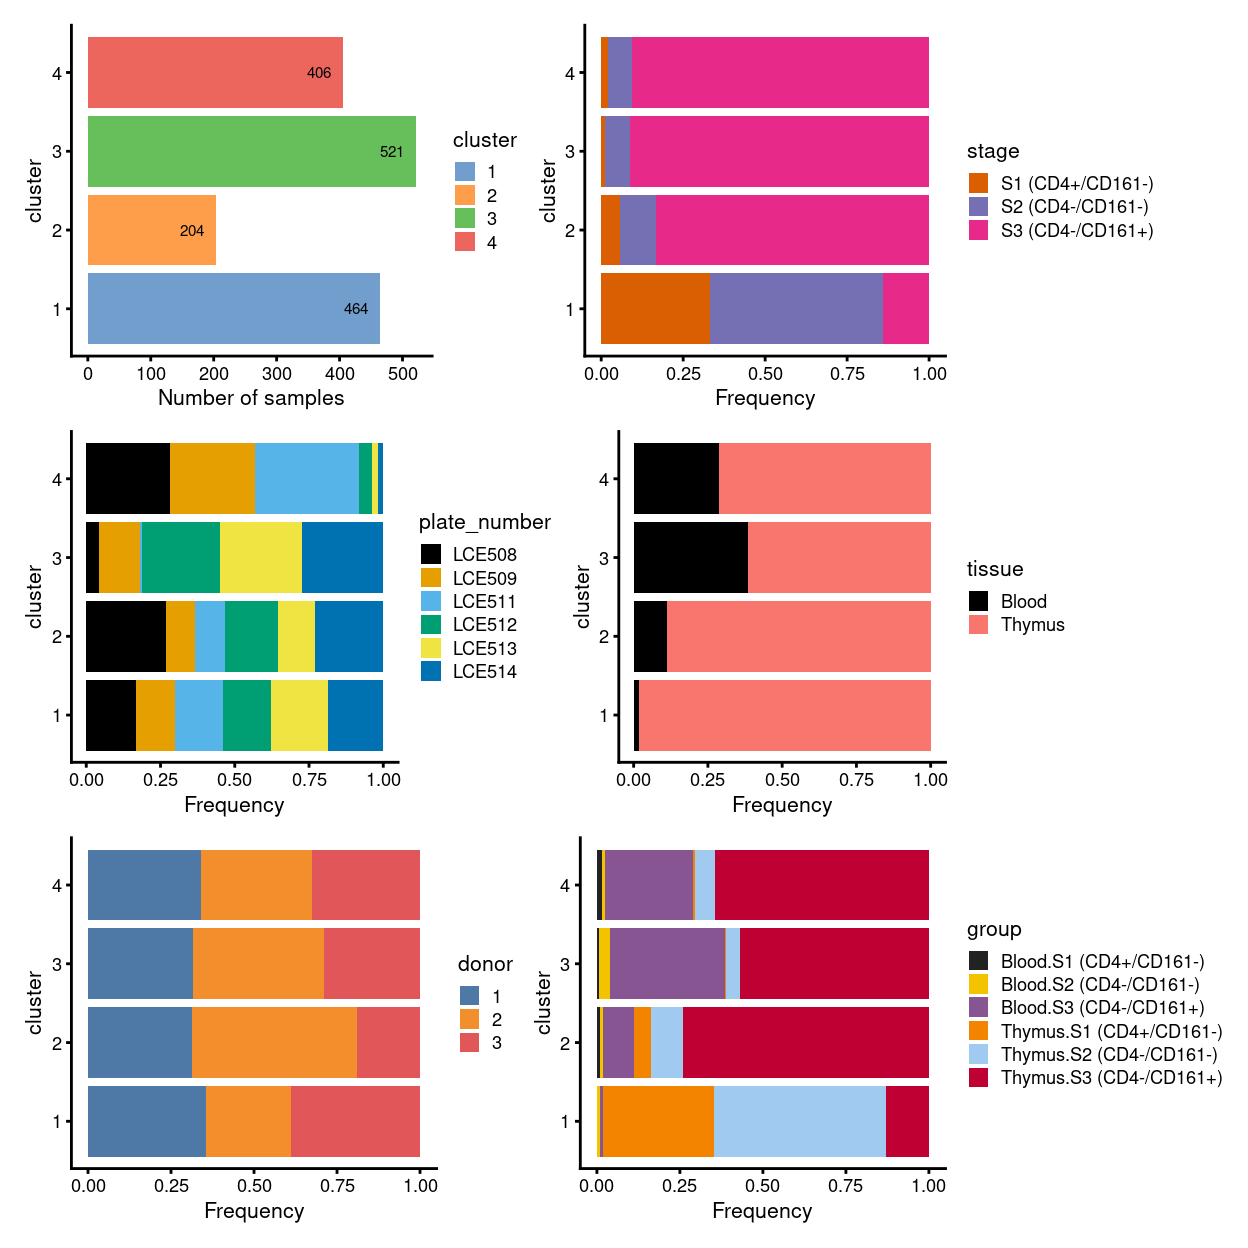 cluster
4
3
2
1
406
521
204
464
0 100 200 300 400 500
Number of samples
cluster
1
2
3
4
cluster
4
3
2
1
0.00 0.25 0.50 0.75 1.00
Frequency
stage
S1 (CD4+/CD161-)
S2 (CD4-/CD161-)
S3 (CD4-/CD161+)
cluster
4
3
2
1
0.00 0.25 0.50 0.75 1.00
Frequency
plate_number
LCE508
LCE509
LCE511
LCE512
LCE513
LCE514
cluster
4
3
2
1
0.00 0.25 0.50 0.75 1.00
Frequency
tissue
Blood
Thymus
cluster
4
3
2
1
0.00 0.25 0.50 0.75 1.00
Frequency
donor
1
2
3
cluster
4
3
2
1
0.00 0.25 0.50 0.75 1.00
Frequency
group
Blood.S1 (CD4+/CD161-)
Blood.S2 (CD4-/CD161-)
Blood.S3 (CD4-/CD161+)
Thymus.S1 (CD4+/CD161-)
Thymus.S2 (CD4-/CD161-)
Thymus.S3 (CD4-/CD161+)